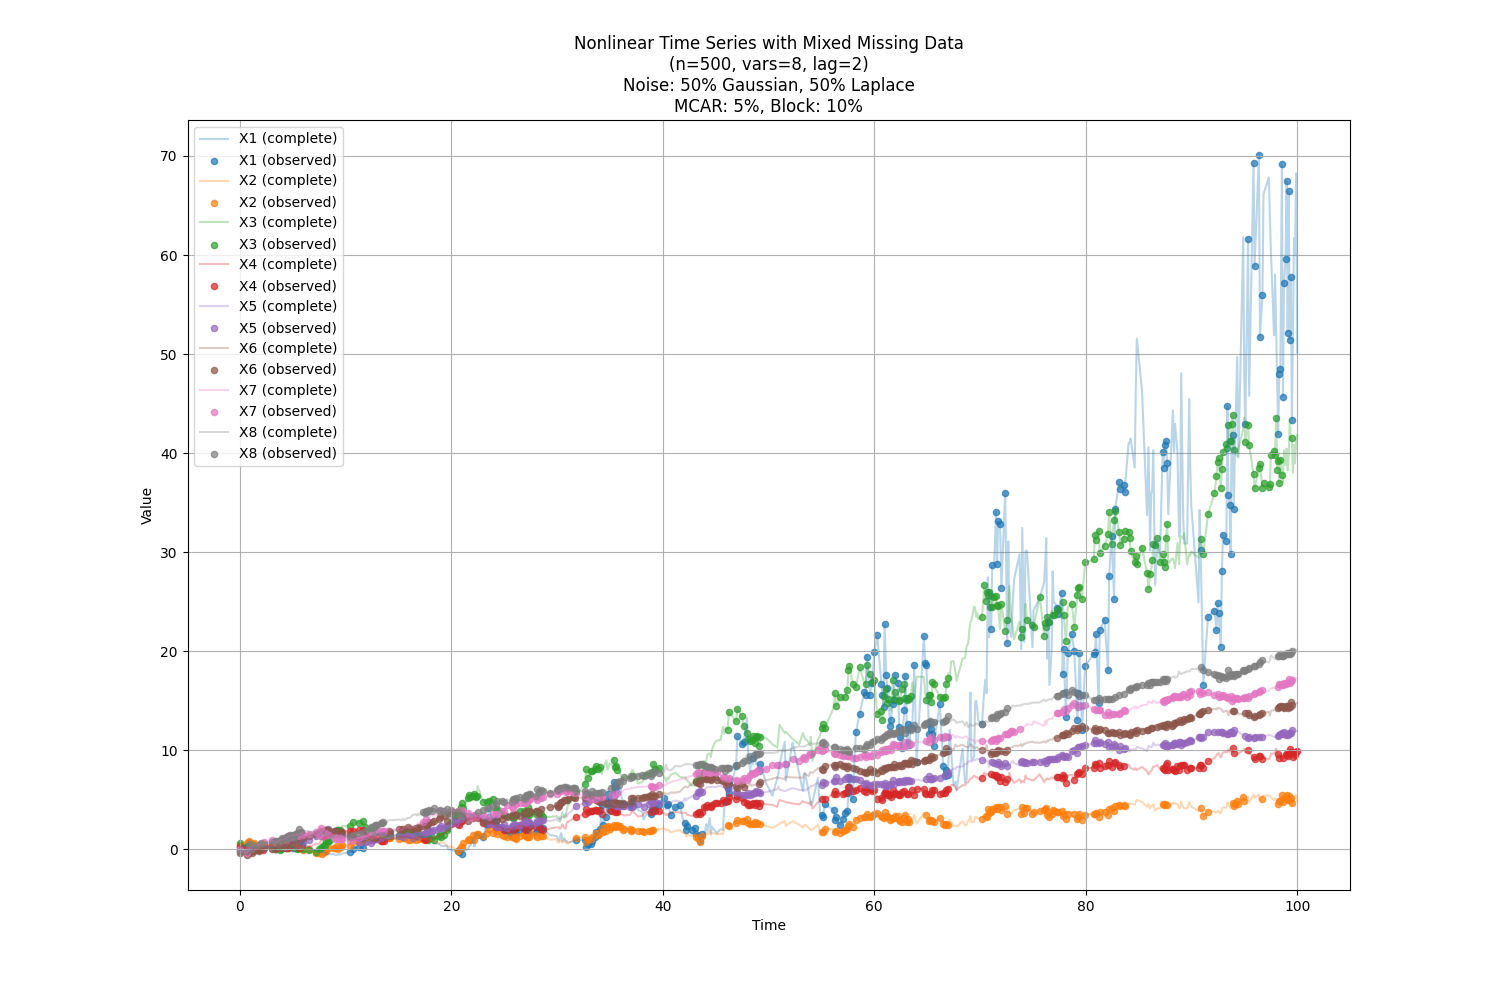 Nonlinear Time Series with Mixed Missing Data
(n=500, vars=8, lag=2)
Noise: 50% Gaussian, 50% Laplace
MCAR: 5%, Block: 10%
X1 (complete)
X1 (observed)
X2 (complete)
X2 (observed)
X3 (complete)
X3 (observed)
X4 (complete)
X4 (observed)
X5 (complete)
X5 (observed)
X6 (complete)
X6 (observed)
X7 (complete)
X7 (observed)
X8 (complete)
X8 (observed)
Value
70
60
50
40
30
20
10
0
0 20 40 60 80 100
Time